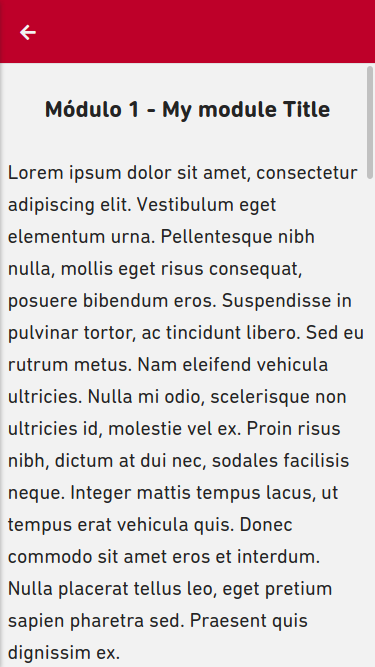 Módulo 1 - My module Title
Lorem ipsum dolor sit amet, consectetur
adipiscing elit. Vestibulum eget
elementum urna. Pellentesque nibh
nulla, mollis eget risus consequat,
posuere bibendum eros. Suspendisse in
pulvinar tortor, ac tincidunt libero. Sed eu
rutrum metus. Nam eleifend vehicula
ultricies. Nulla mi odio, scelerisque non
ultricies id, molestie vel ex. Proin risus
nibh, dictum at dui nec, sodales facilisis
neque. Integer mattis tempus lacus, ut
tempus erat vehicula quis. Donec
commodo sit amet eros et interdum.
Nulla placerat tellus leo, eget pretium
sapien pharetra sed. Praesent quis
dignissim ex.